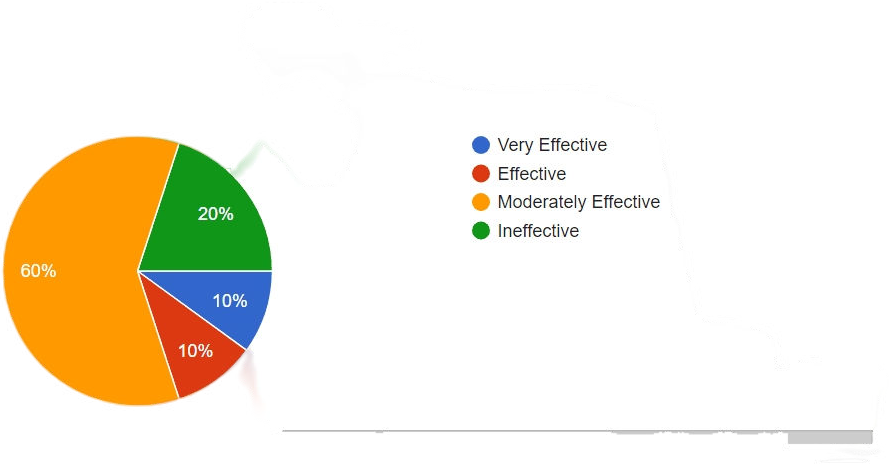 Very Effective
Effective
Moderately Effective
Ineffective
20%
60%
10%
10%